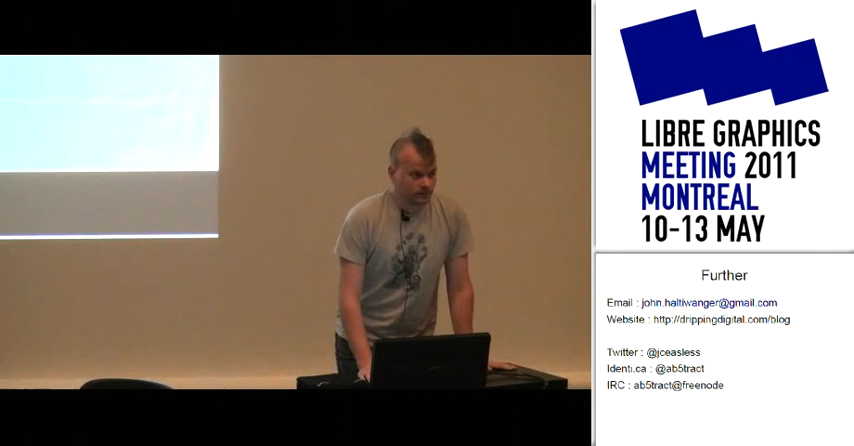 LIBRE GRAPHICS
MEETING 2011
MONTREAL
10-13 MAY
Further
Email : john.haltiwanger@gmail.com
Website : http://drippingdigital.com/blog
Twitter : @jceasless
Identi.ca : @ab5tract
IRC : ab5tract@freenode